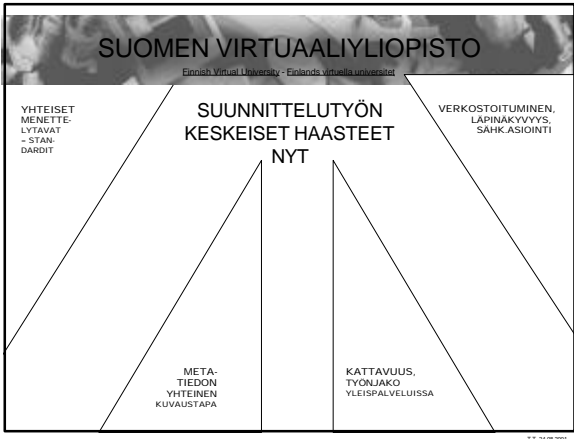 SUOMEN VIRTUAALIYLIOPISTO
Finnish Virtual University - Finlands virtuella universitet
YHTEISET
MENETTE-
LYTAVAT
– STAN-
DARDIT
SUUNNITTELUTYÖN
KESKEISET HAASTEET
NYT
VERKOSTOITUMINEN,
LÄPINÄKYVYYS,
SÄHK.ASIOINTI
META-
TIEDON
YHTEINEN
KUVAUSTAPA
KATTAVUUS,
TYÖNJAKO
YLEISPALVELUISSA